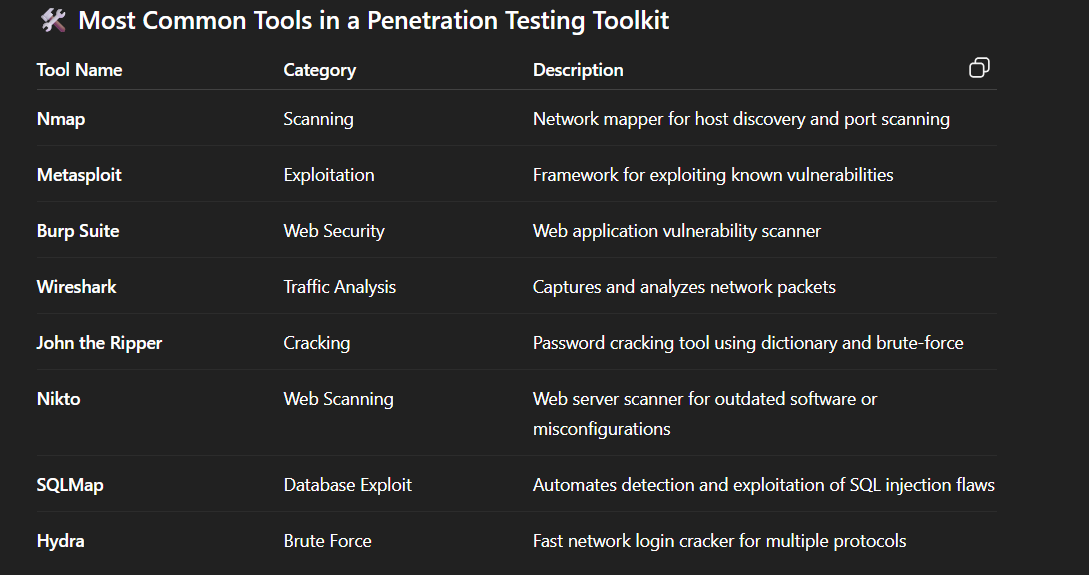 🛠 Most Common Tools in a Penetration Testing Toolkit
Tool Name Category Description
Nmap Scanning Network mapper for host discovery and port scanning
Metasploit Exploitation Framework for exploiting known vulnerabilities
Burp Suite Web Security Web application vulnerability scanner
Wireshark Traffic Analysis Captures and analyzes network packets
John the Ripper Cracking Password cracking tool using dictionary and brute-force
Nikto Web Scanning Web server scanner for outdated software or
misconfigurations
SQLMap Database Exploit Automates detection and exploitation of SQL injection flaws
Hydra Brute Force Fast network login cracker for multiple protocols